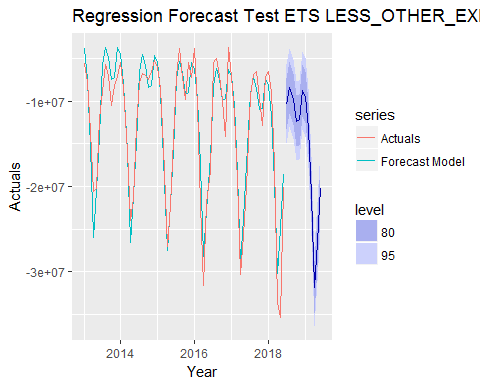 Regression Forecast Test ETS LESS_OTHER_EX
-1e+07
-2e+07
-3e+07
Actuals
2014
2016
2018
Year
series
Actuals
Forecast Model
level
80
95